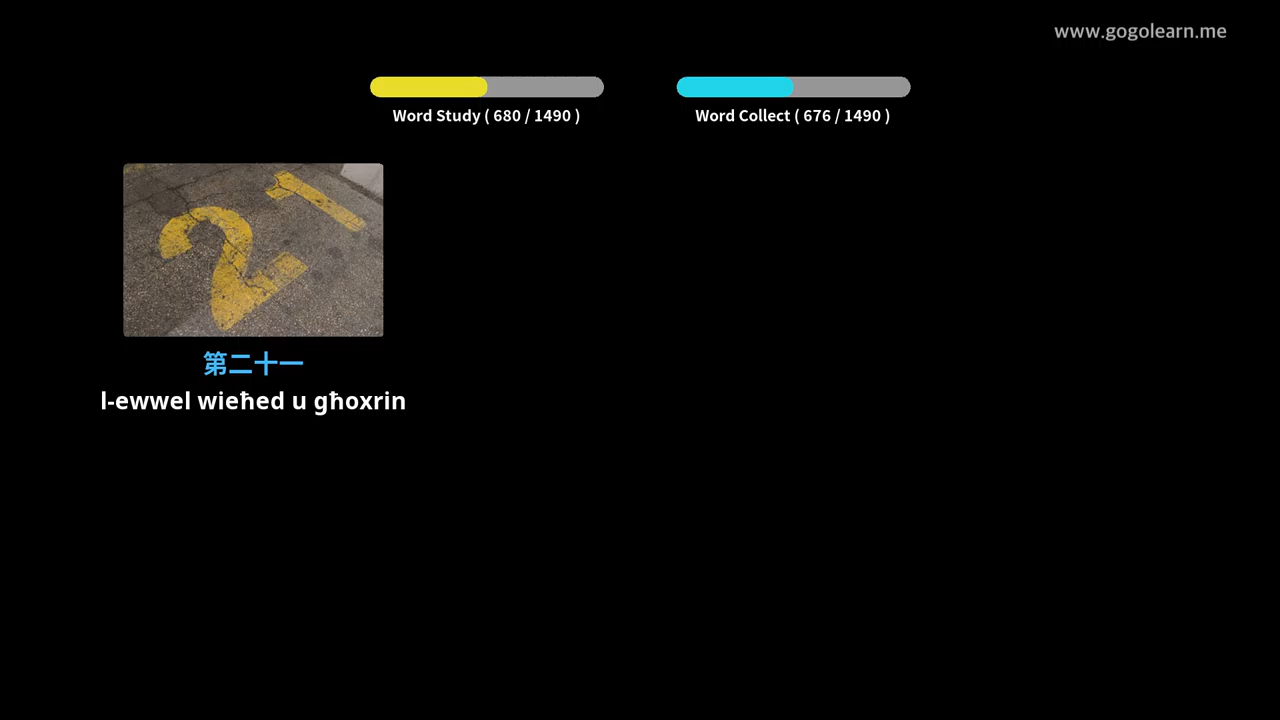 www.gogolearn.me
Word Study ( 680 / 1490 )
Word Collect ( 676 / 1490 )
21
第二十一
l-ewwel wieħed u għoxrin